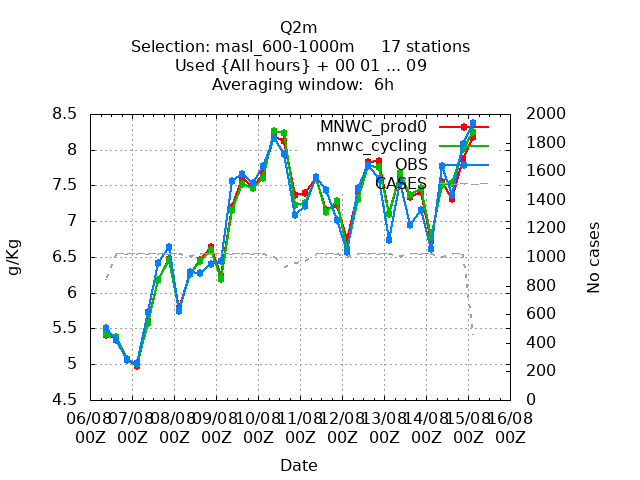 Q2m
Selection: masl_600-1000m 17 stations
Used {All hours} + 00 01 ... 09
Averaging window: 6h
8.5
8
7.5
7
6.5
6
5.5
5
4.5
g/Kg
2000
1800
1600
1400
1200
1000
800
600
400
200
0
No cases
MNWC_prod0
mnwc_cycling
OBS
CASES
06/08 07/08 08/08 09/08 10/08 11/08 12/08 13/08 14/08 15/08 16/08
00Z 00Z 00Z 00Z 00Z 00Z 00Z 00Z 00Z 00Z 00Z
Date